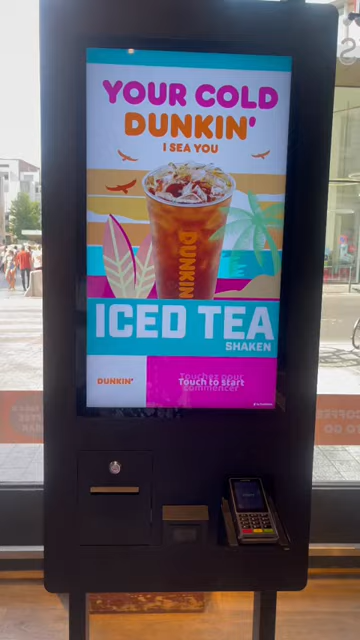 YOUR COLD
DUNKIN'
I SEA YOU
DUNKIN'
ICED TEA
SHAKEN
DUNKIN'
Touchez pour
commencer
Touch to start